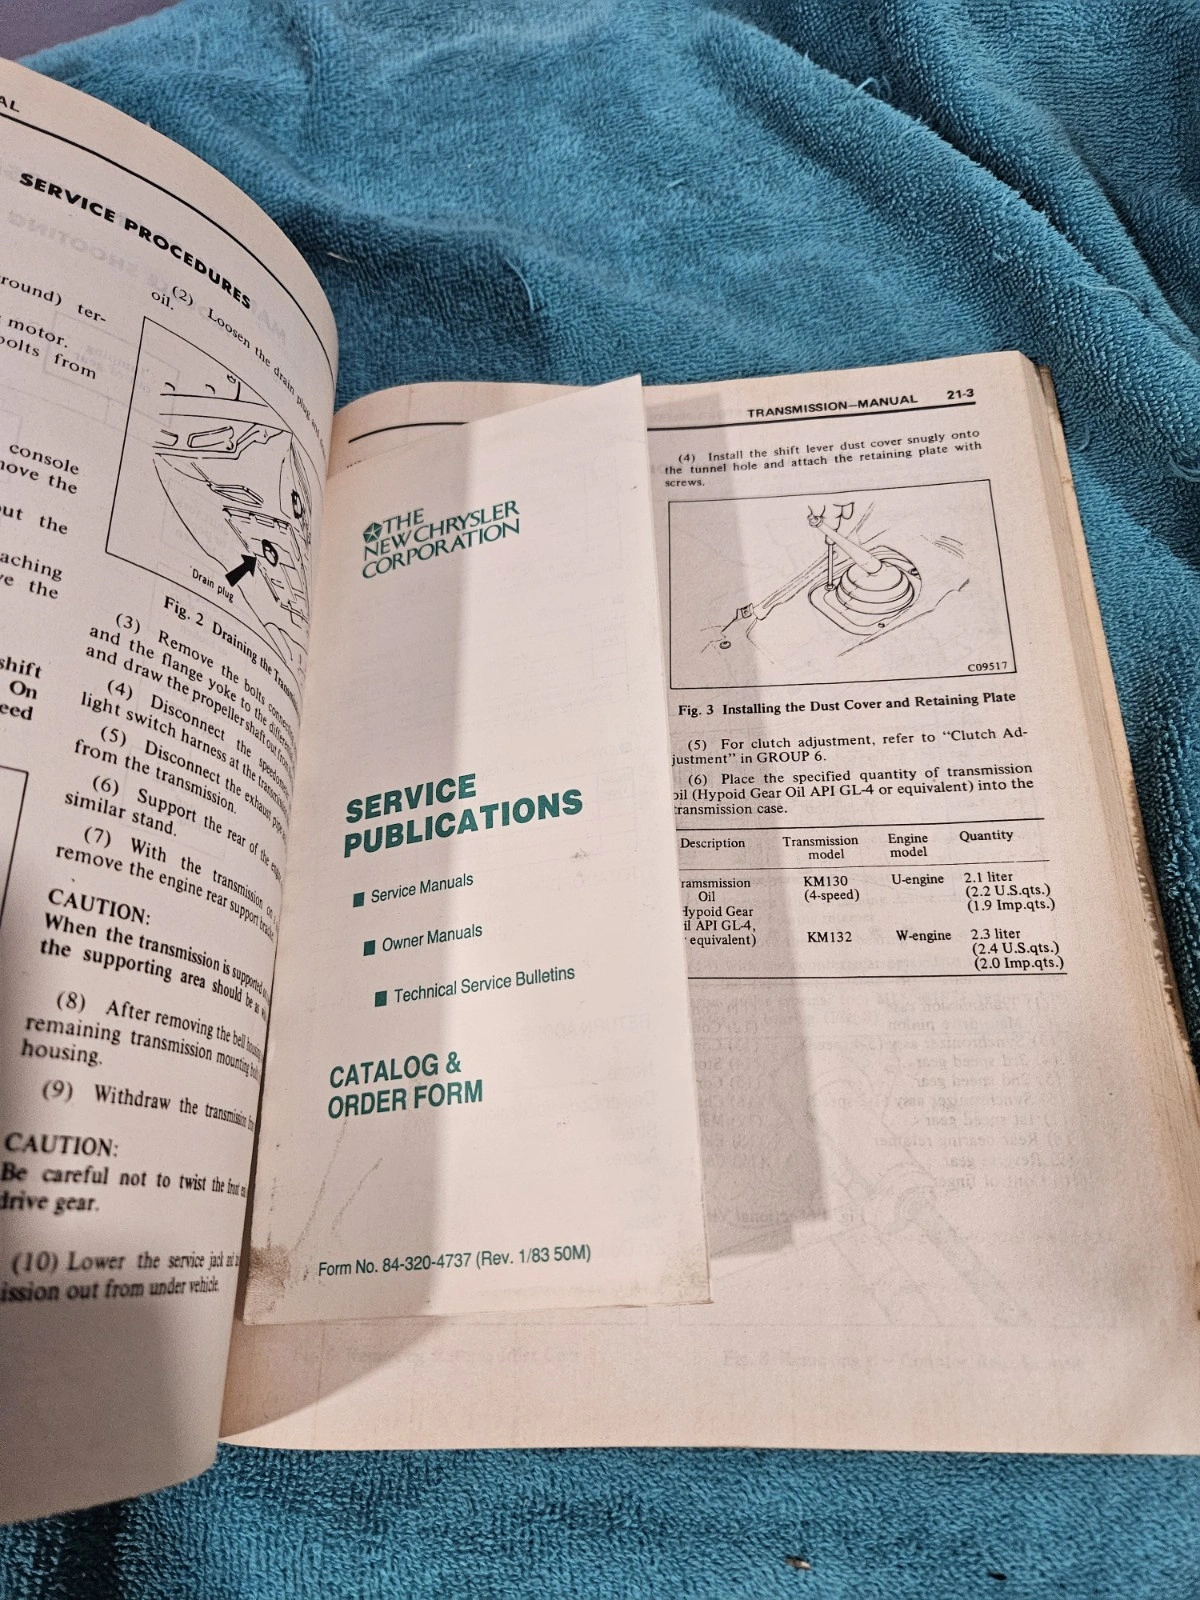 AL
SERVICE PROCEDURES
round) ter-
motor.
bolts from
console
move the
out the
aching
ve the
shift
On
eed
(2) Loosen the drain plug and
oil.
Drain plug
Fig. 2 Draining the
(3) Remove the bolts
and the flange yoke to the
and draw the propeller shaft out
(4) Disconnect the
light switch harness at the
(5) Disconnect the exhaust
from the transmission.
(6) Support the rear of the
similar stand.
(7) With the transmission
remove the engine rear support
CAUTION:
When the transmission is supported
the supporting area should be as
(8) After removing the bell
remaining transmission mounting
housing.
(9) Withdraw the transmission
CAUTION:
Be careful not to twist the front
drive gear.
(10) Lower the service jack
ission out from under vehicle.
THE
NEW CHRYSLER
CORPORATION
SERVICE
PUBLICATIONS
Service Manuals
Owner Manuals
Technical Service Bulletins
CATALOG &
ORDER FORM
Form No. 84-320-4737 (Rev. 1/83 50M)
TRANSMISSION—MANUAL 21-3
(4) Install the shift lever dust cover snugly onto
the tunnel hole and attach the retaining plate with
screws.
C09517
Fig. 3 Installing the Dust Cover and Retaining Plate
(5) For clutch adjustment, refer to “Clutch Ad-
justment” in GROUP 6.
(6) Place the specified quantity of transmission
oil (Hypoid Gear Oil API GL-4 or equivalent) into the
transmission case.
Description Transmission model Engine model Quantity
ransmission Oil KM130 (4-speed) U-engine 2.1 liter
(2.2 U.S.qts.)
(1.9 Imp.qts.)
Hypoid Gear
il API GL-4,
equivalent) KM132 W-engine 2.3 liter
(2.4 U.S.qts.)
(2.0 Imp.qts.)